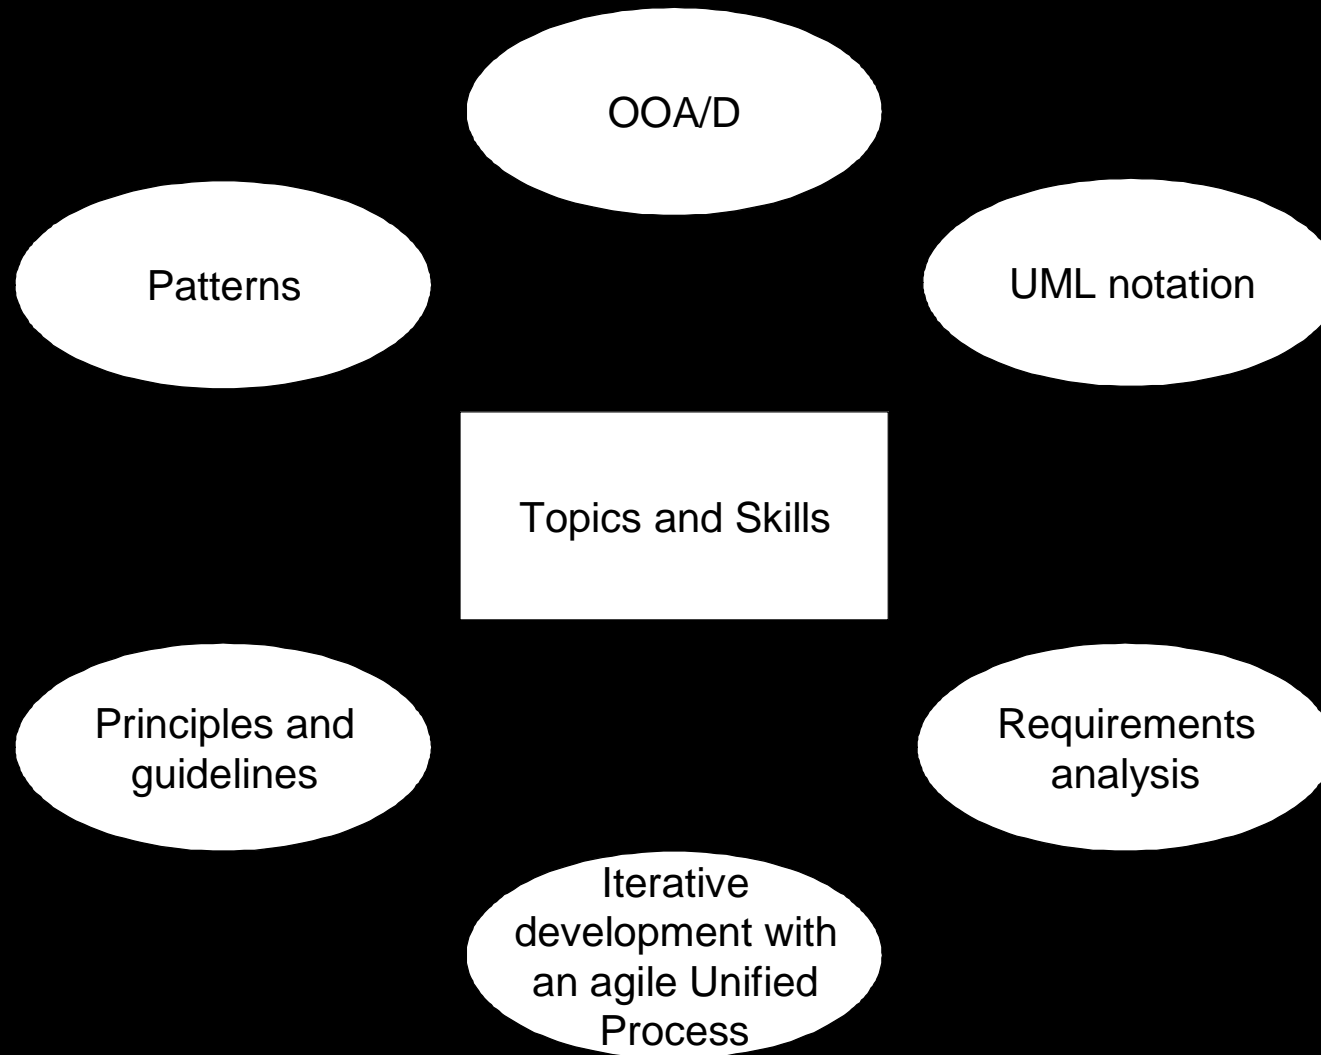 OOA/D
Patterns
UML notation
Topics and Skills
Principles and
guidelines
Requirements
analysis
Iterative
development with
an agile Unified
Process